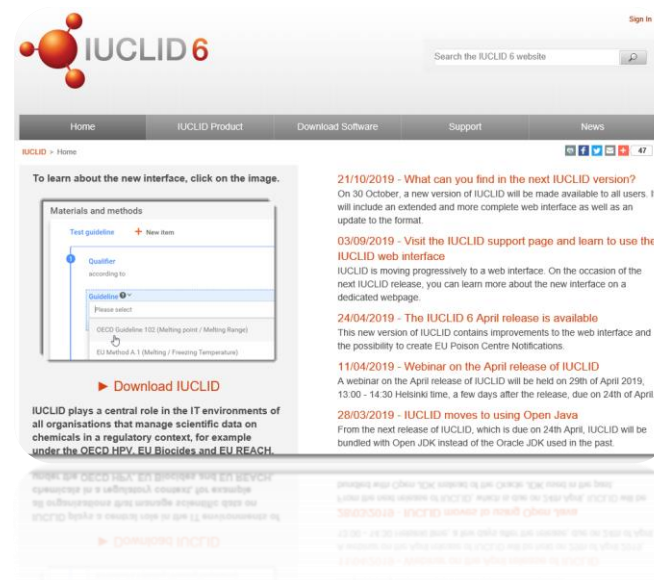 Sign In
IUCLID 6
Search the IUCLID 6 website
Home
IUCLID Product
Download Software
Support
News
IUCLID > Home
47
To learn about the new interface, click on the image.
Materials and methods
Test guideline + New item
1 Qualifier
according to
Guideline
Please select
OECD Guideline 102 (Melting point / Melting Range)
EU Method A.1 (Melting / Freezing Temperature)
► Download IUCLID
IUCLID plays a central role in the IT environments of
all organisations that manage scientific data on
chemicals in a regulatory context, for example
under the OECD HPV, EU Biocides and EU REACH.
21/10/2019 - What can you find in the next IUCLID version?
On 30 October, a new version of IUCLID will be made available to all users. I
will include an extended and more complete web interface as well as an
update to the format.
03/09/2019 - Visit the IUCLID support page and learn to use the
IUCLID web interface
IUCLID is moving progressively to a web interface. On the occasion of the
next IUCLID release, you can learn more about the new interface on a
dedicated webpage.
24/04/2019 - The IUCLID 6 April release is available
This new version of IUCLID contains improvements to the web interface and
the possibility to create EU Poison Centre Notifications.
11/04/2019 - Webinar on the April release of IUCLID
A webinar on the April release of IUCLID will be held on 29th of April 2019,
13:00 - 14:30 Helsinki time, a few days after the release, due on 24th of April.
28/03/2019 - IUCLID moves to using Open Java
From the next release of IUCLID, which is due on 24th April, IUCLID will be
bundled with Open JDK instead of the Oracle JDK used in the past.